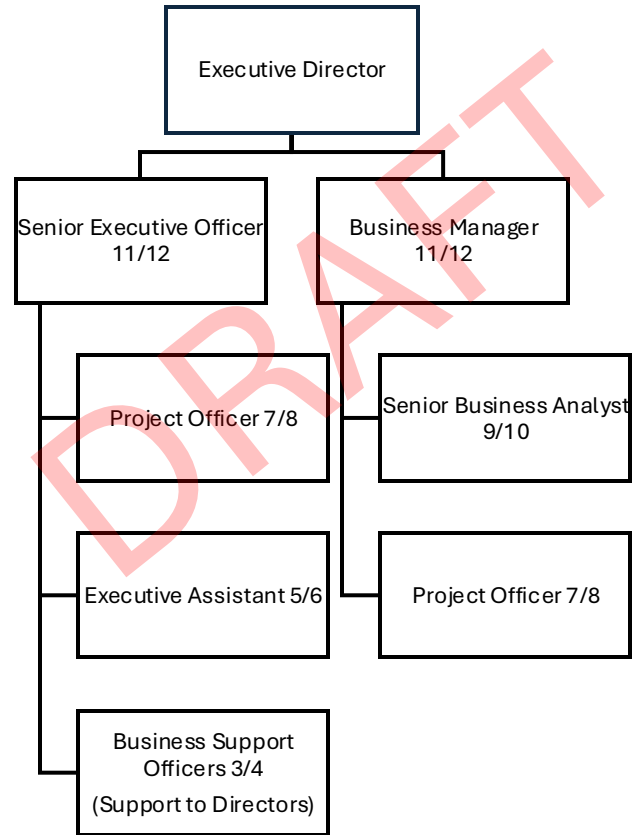 Executive Director
Senior Executive Officer
11/12
Business Manager
11/12
Project Officer 7/8
Senior Business Analyst
9/10
Executive Assistant 5/6
Project Officer 7/8
Business Support
Officers 3/4
(Support to Directors)
DRAFT